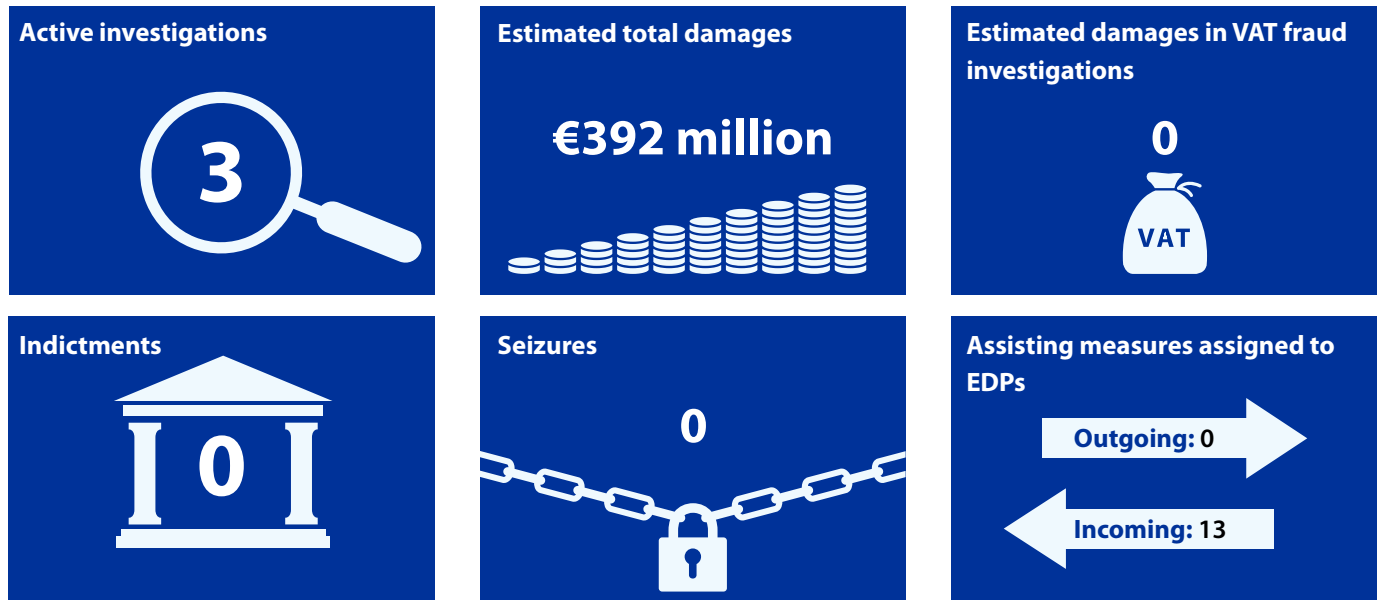 Active investigations
3
Estimated total damages
€392 million
Estimated damages in VAT fraud
investigations
0
VAT
Indictments
0
Seizures
0
Assisting measures assigned to
EDPs
Outgoing: 0
Incoming: 13